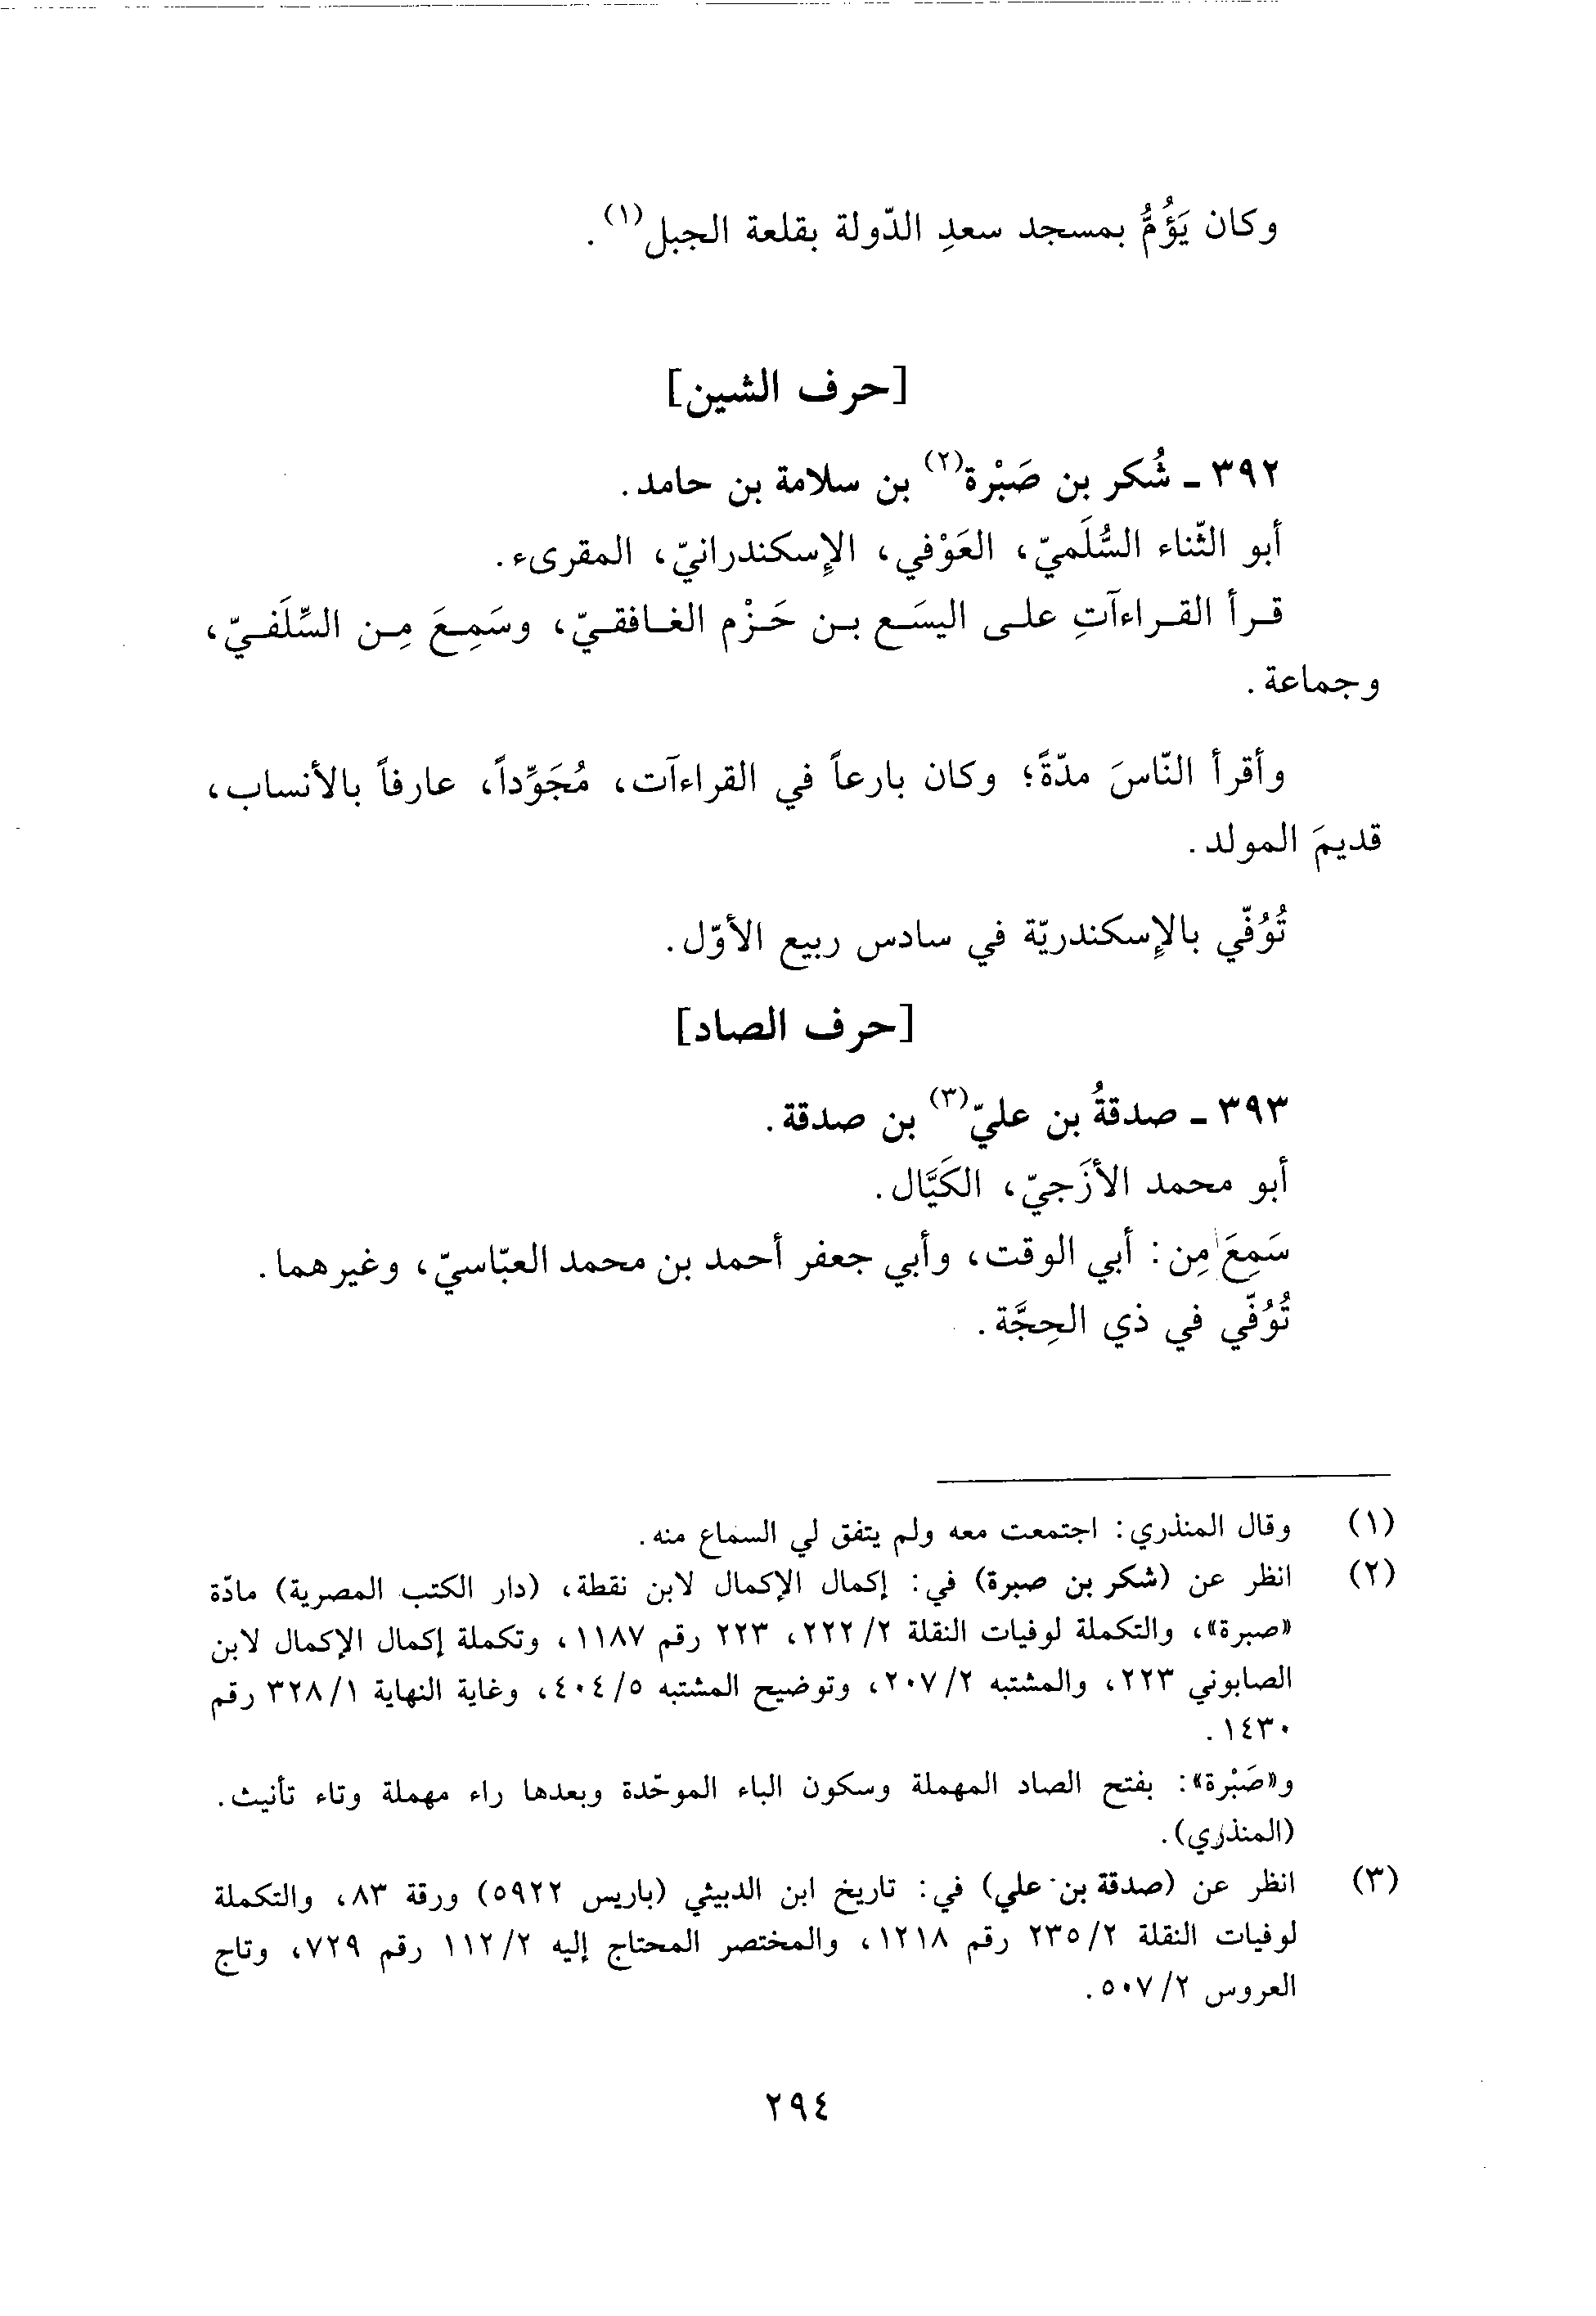 وكان يَؤُمُّ بمسجد سعدِ الدّولة بقلعة الجبل(١).
[حرف الشين]
٣٩٢ ـ شُكر بن صَبْرة(٢) بن سلامة بن حامد.
أبو الثّناء السُّلَميّ، العَوْفي، الإسكندرانيّ، المقرىء.
قرأ القراءآتِ على اليسَع بن حَزْم الغافقيّ، وسَمِعَ مِن السِّلَفيّ،
وجماعة.
وأقرأ النّاسَ مدّةً؛ وكان بارعاً في القراءآت، مُجَوِّداً، عارفاً بالأنساب،
قديمَ المولد.
تُوُفّي بالإسكندريّة في سادس ربيع الأوّل.
[حرف الصاد]
٣٩٣ ـ صدقةُ بن عليّ(٣) بن صدقة.
أبو محمد الأزَجيّ، الكَيَّال.
سَمِعَ مِن: أبي الوقت، وأبي جعفر أحمد بن محمد العبّاسيّ، وغيرهما.
تُوُفّي في ذي الحِجَّة.
(١) وقال المنذري: اجتمعت معه ولم يتفق لي السماع منه.
(٢) انظر عن (شكر بن صبرة) في: إكمال الإكمال لابن نقطة، (دار الكتب المصرية) مادّة
«صبرة»، والتكملة لوفيات النقلة ٢/ ٢٢٢، ٢٢٣ رقم ١١٨٧، وتكملة إكمال الإكمال لابن
الصابوني ٢٢٣، والمشتبه ٢/ ٢٠٧، وتوضيح المشتبه ٥/ ٤٠٤، وغاية النهاية ١/ ٣٢٨ رقم
١٤٣٠.
و«صَبْرة»: بفتح الصاد المهملة وسكون الباء الموحّدة وبعدها راء مهملة وتاء تأنيث.
(المنذري).
(٣) انظر عن (صدقة بن علي) في: تاريخ ابن الدبيثي (باريس ٥٩٢٢) ورقة ٨٣، والتكملة
لوفيات النقلة ٢/ ٢٣٥ رقم ١٢١٨، والمختصر المحتاج إليه ٢/ ١١٢ رقم ٧٢٩، وتاج
العروس ٢/ ٥٠٧.
٢٩٤